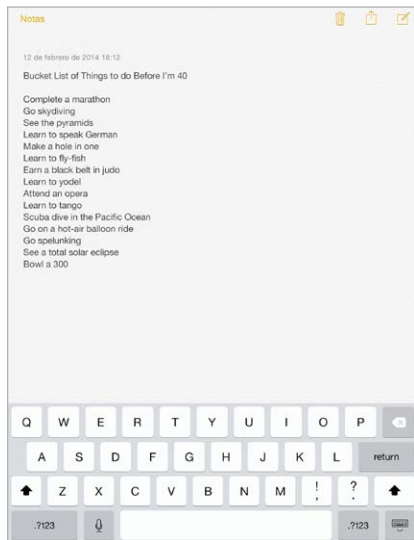 Notas
12 de febrero de 2014 18:12
Bucket List of Things to do Before I'm 40
Complete a marathon
Go skydiving
See the pyramids
Learn to speak German
Make a hole in one
Learn to fly-fish
Earn a black belt in judo
Learn to yodel
Attend an opera
Learn to tango
Scuba dive in the Pacific Ocean
Go on a hot-air balloon ride
Go spelunking
See a total solar eclipse
Bowl a 300
Q W E R T Y U I O P
A S D F G H J K L return
Z X C V B N M ! , ? .
.?123 .?123